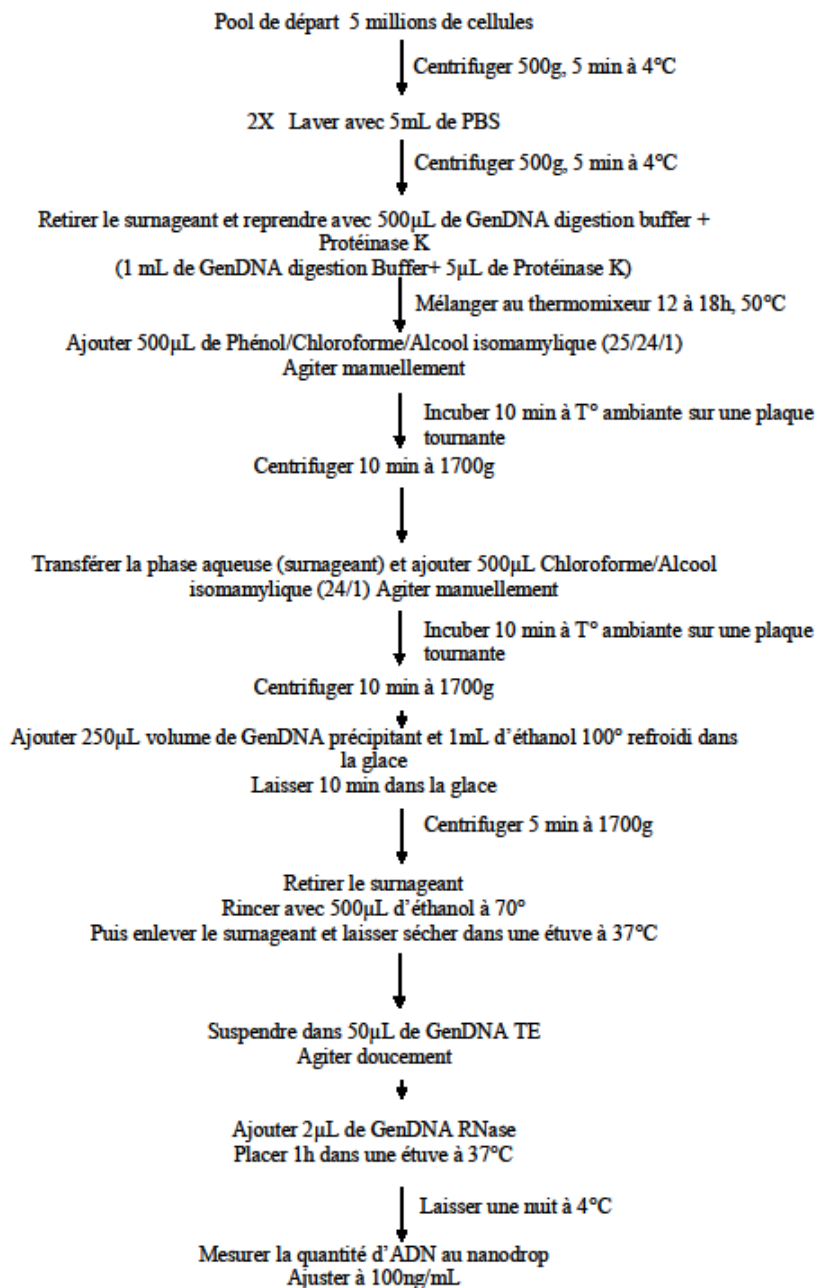 Pool de départ 5 millions de cellules
Centrifuger 500g, 5 min à 4°C
2X Laver avec 5mL de PBS
Centrifuger 500g, 5 min à 4°C
Retirer le surnageant et reprendre avec 500µL de GenDNA digestion buffer +
Protéinase K
(1 mL de GenDNA digestion Buffer+ 5µL de Protéinase K)
Mélanger au thermomixeur 12 à 18h, 50°C
Ajouter 500µL de Phénol/Chloroforme/Alcool isomamylique (25/24/1)
Agiter manuellement
Incuber 10 min à T° ambiante sur une plaque
tournante
Centrifuger 10 min à 1700g
Transférer la phase aqueuse (surnageant) et ajouter 500µL Chloroforme/Alcool
isomamylique (24/1) Agiter manuellement
Incuber 10 min à T° ambiante sur une plaque
tournante
Centrifuger 10 min à 1700g
Ajouter 250µL volume de GenDNA précipitant et 1mL d'éthanol 100° refroidi dans
la glace
Laisser 10 min dans la glace
Centrifuger 5 min à 1700g
Retirer le surnageant
Rincer avec 500µL d'éthanol à 70°
Puis enlever le surnageant et laisser sécher dans une étuve à 37°C
Suspendre dans 50µL de GenDNA TE
Agiter doucement
Ajouter 2µL de GenDNA RNase
Placer 1h dans une étuve à 37°C
Laisser une nuit à 4°C
Mesurer la quantité d'ADN au nanodrop
Ajuster à 100ng/mL